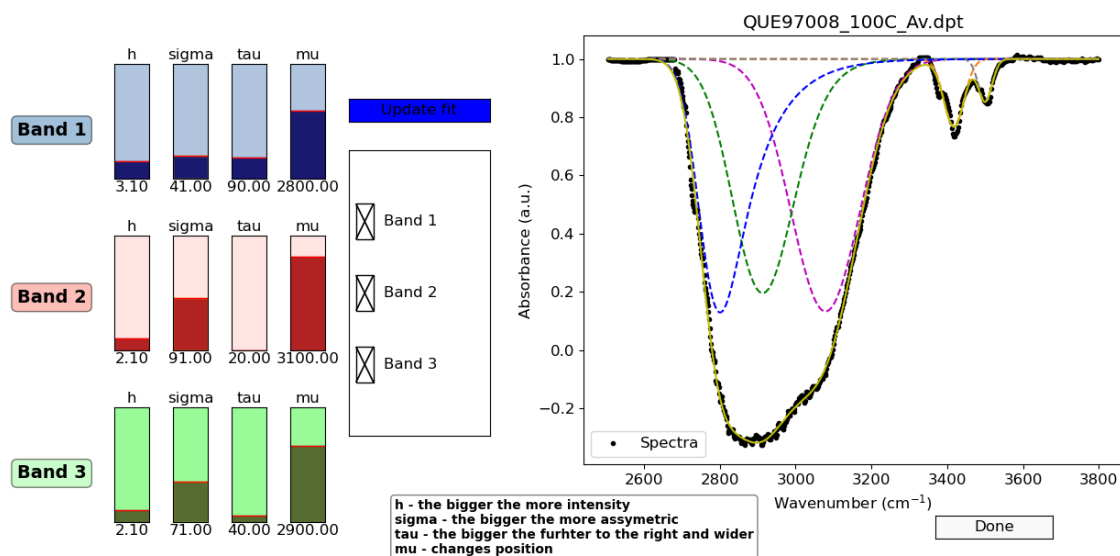 QUE97008_100C_Av.dpt
h sigma tau mu
Band 1
3.10 41.00 90.00 2800.00
Update fit
h sigma tau mu
Band 2
2.10 91.00 20.00 3100.00
Band 1
Band 2
Band 3
h sigma tau mu
Band 3
2.10 71.00 40.00 2900.00
h - the bigger the more intensity
sigma - the bigger the more assymetric
tau - the bigger the furhter to the right and wider
mu - changes position
Absorbance (a.u.)
1.0
0.8
0.6
0.4
0.2
0.0
−0.2
Spectra
2600 2800 3000 3200 3400 3600 3800
Wavenumber (cm⁻¹)
Done